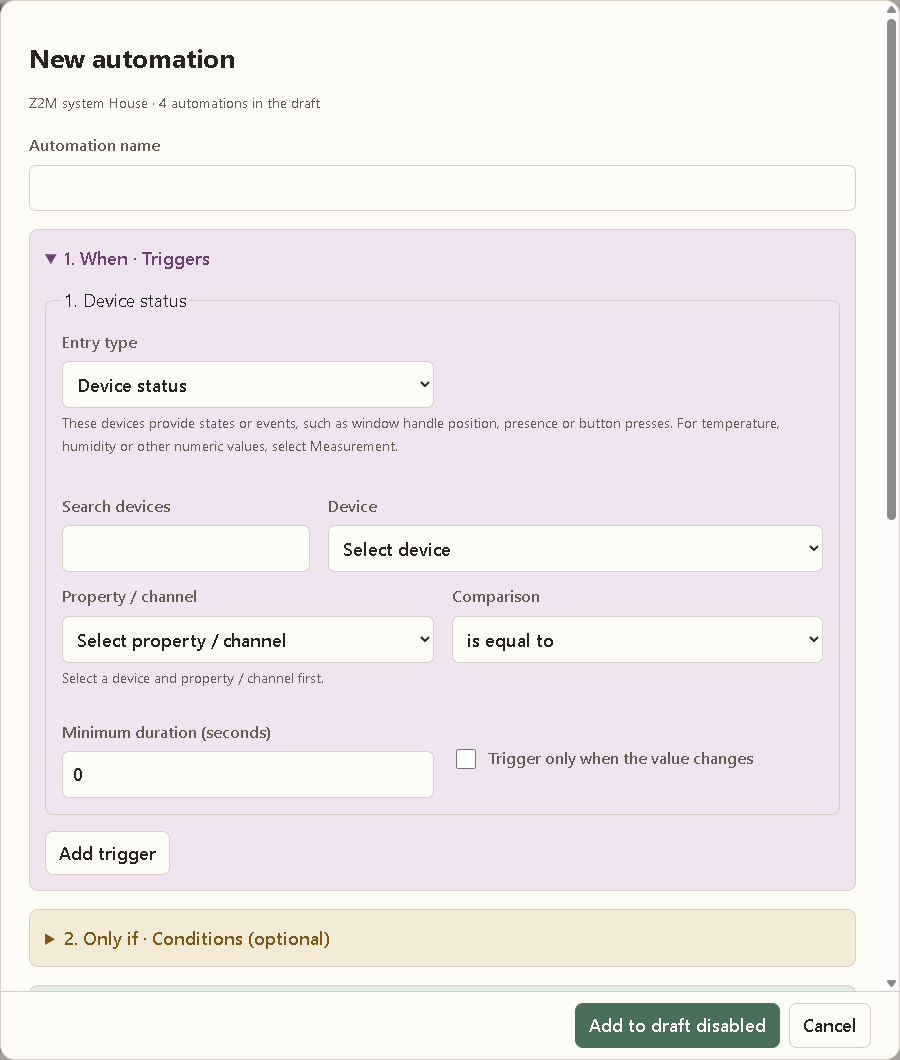 New automation
Z2M system House · 4 automations in the draft
Automation name
1. When · Triggers
1. Device status
Entry type
Device status
These devices provide states or events, such as window handle position, presence or button presses. For temperature,
humidity or other numeric values, select Measurement.
Search devices
Device
Select device
Property / channel
Comparison
Select property / channel
is equal to
Select a device and property / channel first.
Minimum duration (seconds)
0
Trigger only when the value changes
Add trigger
2. Only if · Conditions (optional)
Add to draft disabled
Cancel